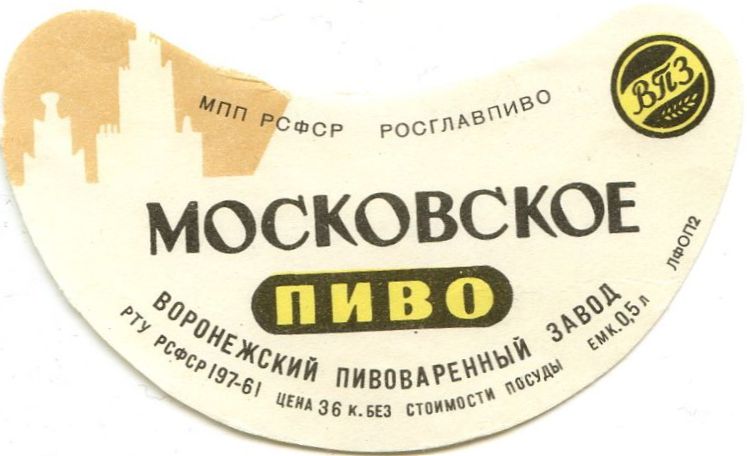 МПП РСФСР РОСГЛАВПИВО
ВПЗ
МОСКОВСКОЕ
ПИВО
ВОРОНЕЖСКИЙ ПИВОВАРЕННЫЙ ЗАВОД
РТУ РСФСР 197-61 ЦЕНА 36 К. БЕЗ СТОИМОСТИ ПОСУДЫ ЕМК. 0,5 л
ЛФОП2